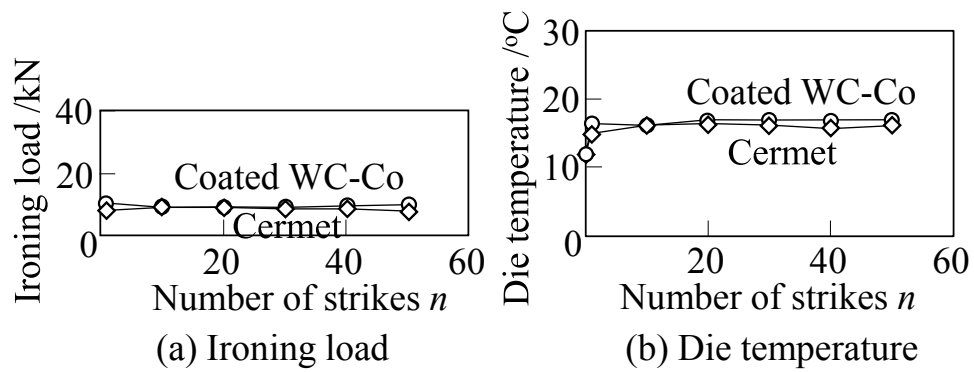 Ironing load /kN
40
20
0
Coated WC-Co
Cermet
20
40
60
Number of strikes n
(a) Ironing load
Die temperature /°C
30
20
10
0
Coated WC-Co
Cermet
20
40
60
Number of strikes n
(b) Die temperature